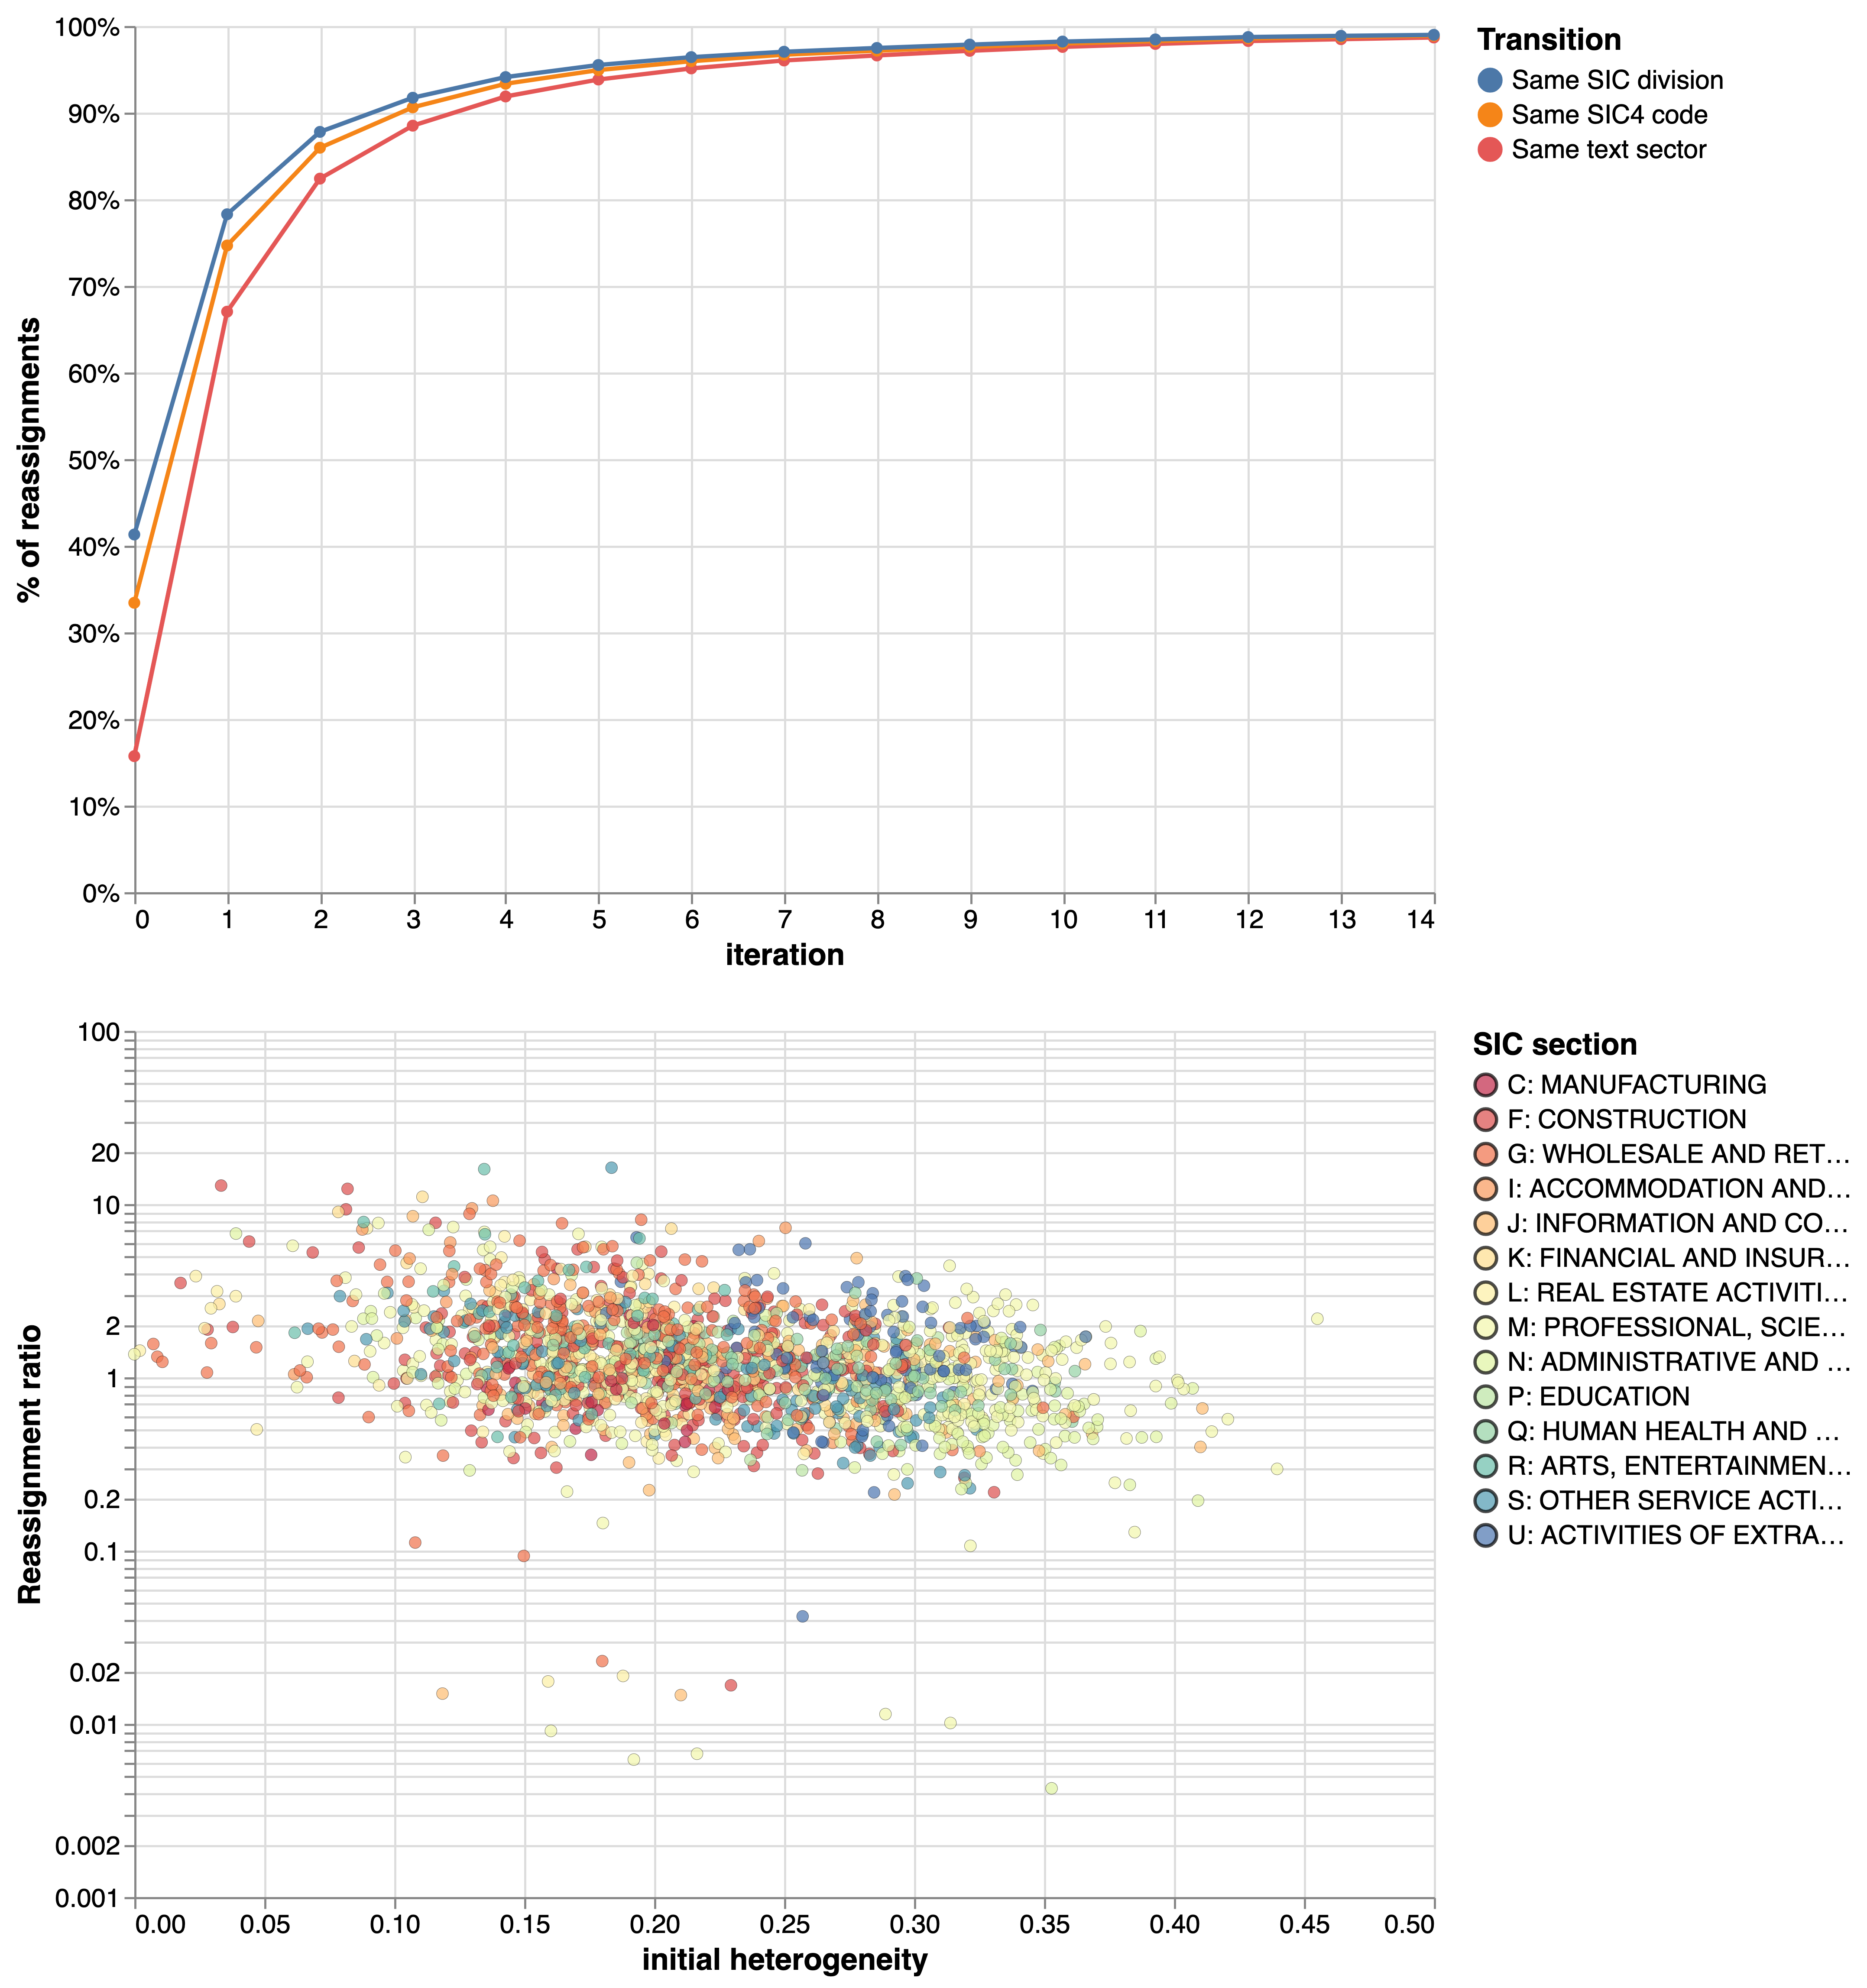 100%
90%
80%
70%
60%
50%
40%
30%
20%
10%
0%
% of reassignments
0 1 2 3 4 5 6 7 8 9 10 11 12 13 14
iteration
Transition
Same SIC division
Same SIC4 code
Same text sector
100
20
10
2
1
0.2
0.1
0.02
0.01
0.002
0.001
Reassignment ratio
0.00 0.05 0.10 0.15 0.20 0.25 0.30 0.35 0.40 0.45 0.50
initial heterogeneity
SIC section
C: MANUFACTURING
F: CONSTRUCTION
G: WHOLESALE AND RET…
I: ACCOMMODATION AND…
J: INFORMATION AND CO…
K: FINANCIAL AND INSUR…
L: REAL ESTATE ACTIVITI…
M: PROFESSIONAL, SCIE…
N: ADMINISTRATIVE AND …
P: EDUCATION
Q: HUMAN HEALTH AND …
R: ARTS, ENTERTAINMEN…
S: OTHER SERVICE ACTI…
U: ACTIVITIES OF EXTRA…